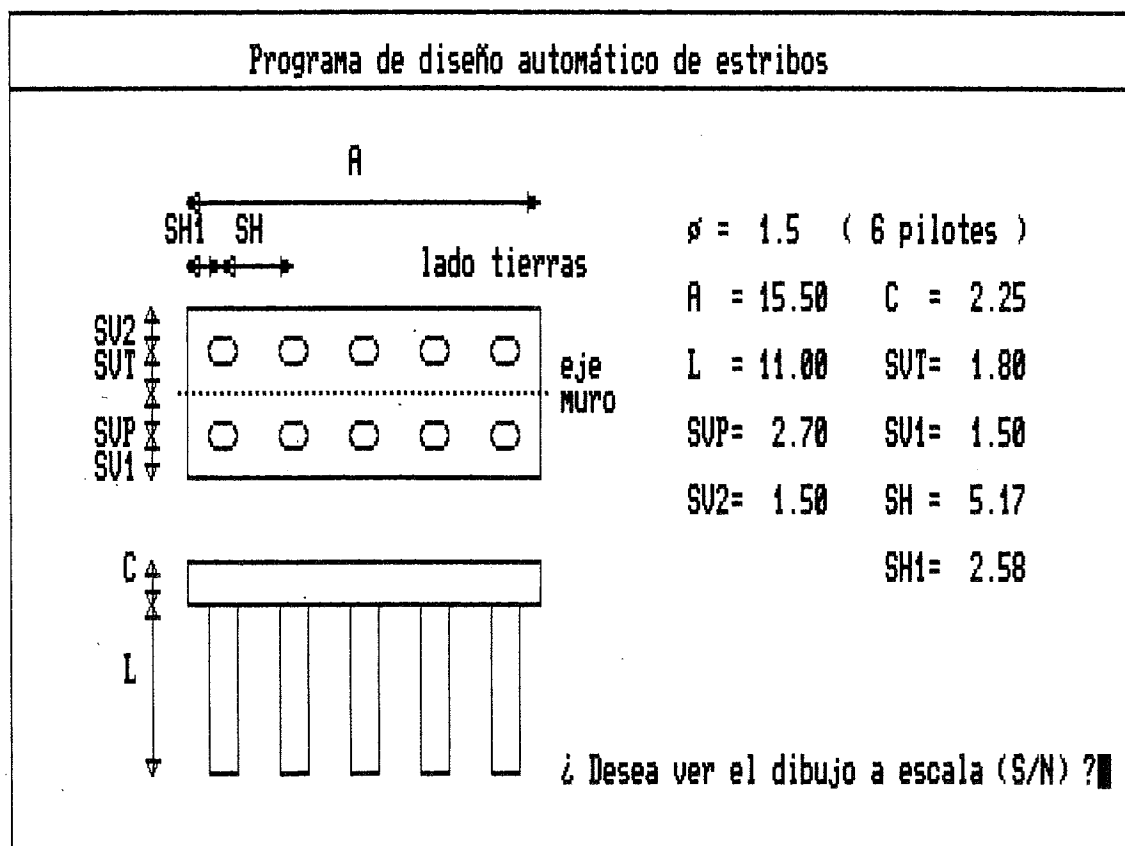 Programa de diseño automático de estribos
A
SH1 SH
lado tierras
SV2
SVT
SVP
SV1
eje
muro
C
L
ø = 1.5 ( 6 pilotes )
A = 15.50 C = 2.25
L = 11.00 SVT= 1.80
SVP= 2.70 SV1= 1.50
SV2= 1.50 SH = 5.17
SH1= 2.58
¿ Desea ver el dibujo a escala (S/N) ?